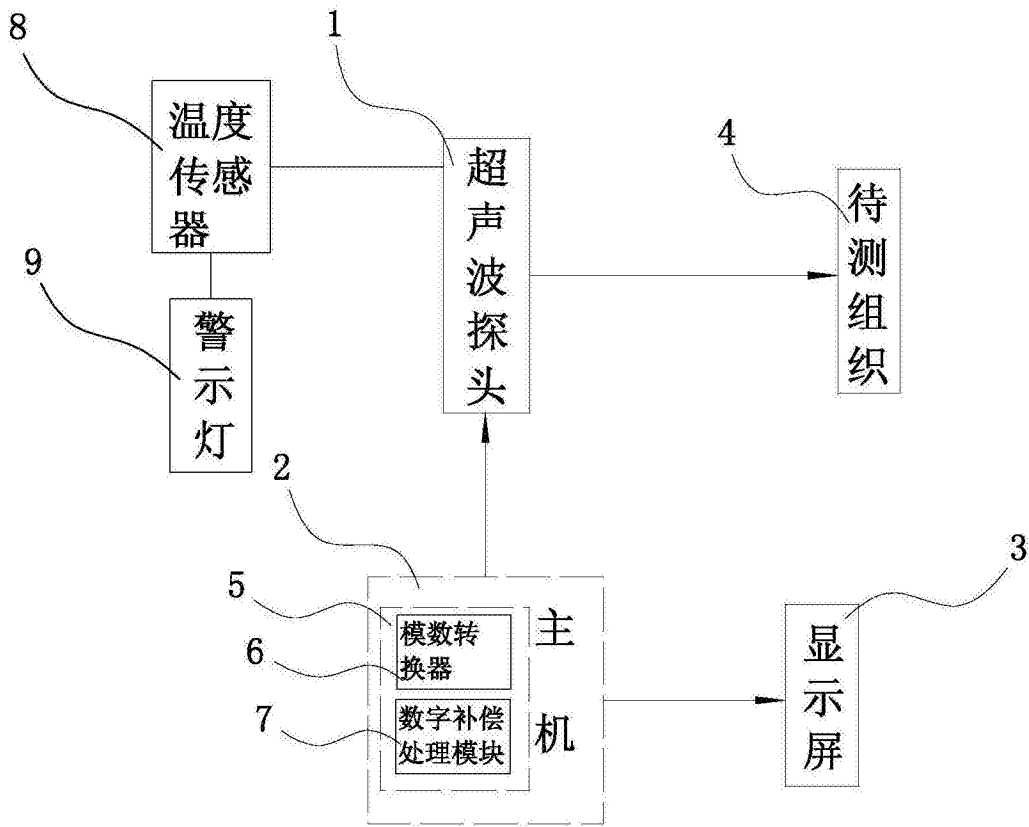 8
1
温度
传感
器
超
声
波
探
头
4
待
测
组
织
9
警
示
灯
2
5
模数转
换器
6
7
数字补偿
处理模块
主
机
3
显
示
屏